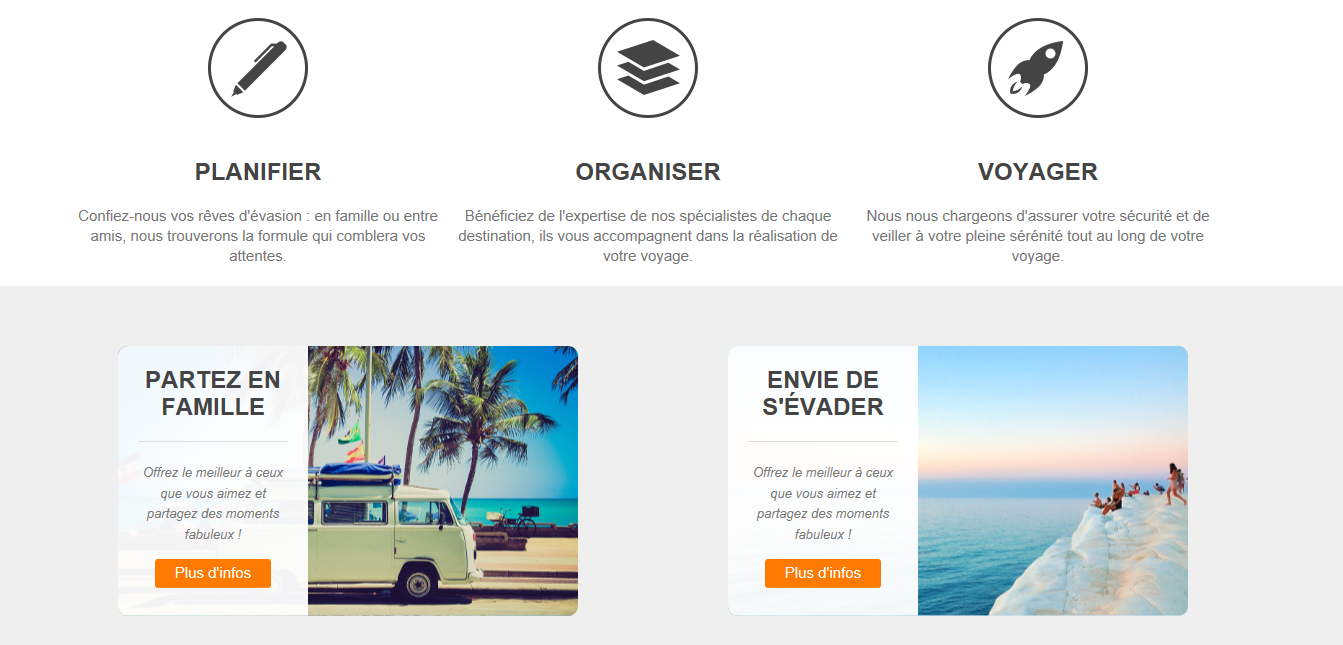 PLANIFIER
Confiez-nous vos rêves d'évasion : en famille ou entre
amis, nous trouverons la formule qui comblera vos
attentes.
ORGANISER
Bénéficiez de l'expertise de nos spécialistes de chaque
destination, ils vous accompagnent dans la réalisation de
votre voyage.
VOYAGER
Nous nous chargeons d'assurer votre sécurité et de
veiller à votre pleine sérénité tout au long de votre
voyage.
PARTEZ EN
FAMILLE
Offrez le meilleur à ceux
que vous aimez et
partagez des moments
fabuleux !
Plus d'infos
ENVIE DE
S'ÉVADER
Offrez le meilleur à ceux
que vous aimez et
partagez des moments
fabuleux !
Plus d'infos